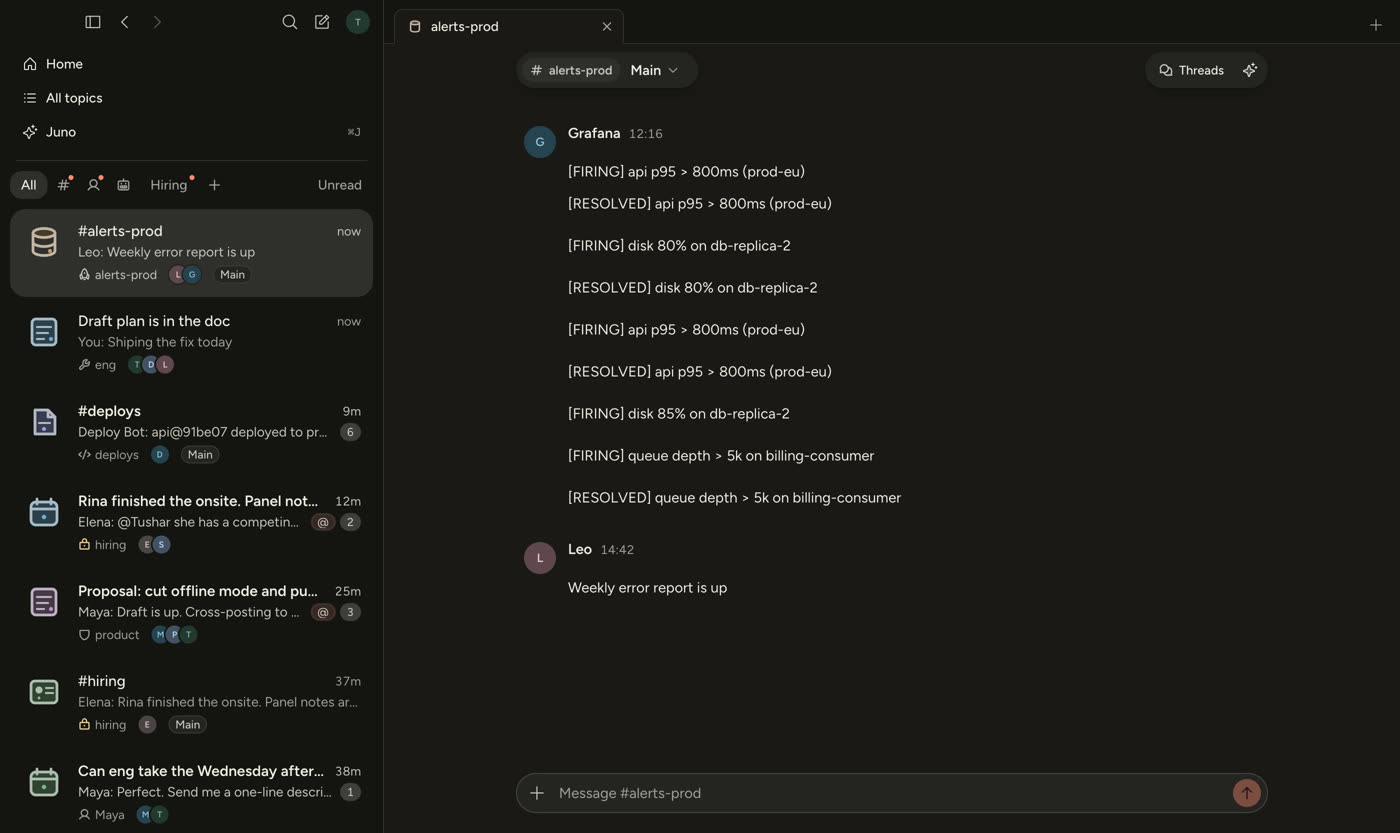 T
Home
All topics
Juno ⌘J
All # Hiring + Unread
#alerts-prod now
Leo: Weekly error report is up
alerts-prod L G Main
Draft plan is in the doc now
You: Shiping the fix today
eng T D L
#deploys 9m
Deploy Bot: api@91be07 deployed to pr... 6
deploys D Main
Rina finished the onsite. Panel not... 12m
Elena: @Tushar she has a competin... @ 2
hiring E S
Proposal: cut offline mode and pu... 25m
Maya: Draft is up. Cross-posting to ... @ 3
product M P T
#hiring 37m
Elena: Rina finished the onsite. Panel notes ar...
hiring E Main
Can eng take the Wednesday after... 38m
Maya: Perfect. Send me a one-line descri... 1
Maya M T
alerts-prod
# alerts-prod Main
Threads
G
Grafana 12:16
[FIRING] api p95 > 800ms (prod-eu)
[RESOLVED] api p95 > 800ms (prod-eu)
[FIRING] disk 80% on db-replica-2
[RESOLVED] disk 80% on db-replica-2
[FIRING] api p95 > 800ms (prod-eu)
[RESOLVED] api p95 > 800ms (prod-eu)
[FIRING] disk 85% on db-replica-2
[FIRING] queue depth > 5k on billing-consumer
[RESOLVED] queue depth > 5k on billing-consumer
L
Leo 14:42
Weekly error report is up
Message #alerts-prod